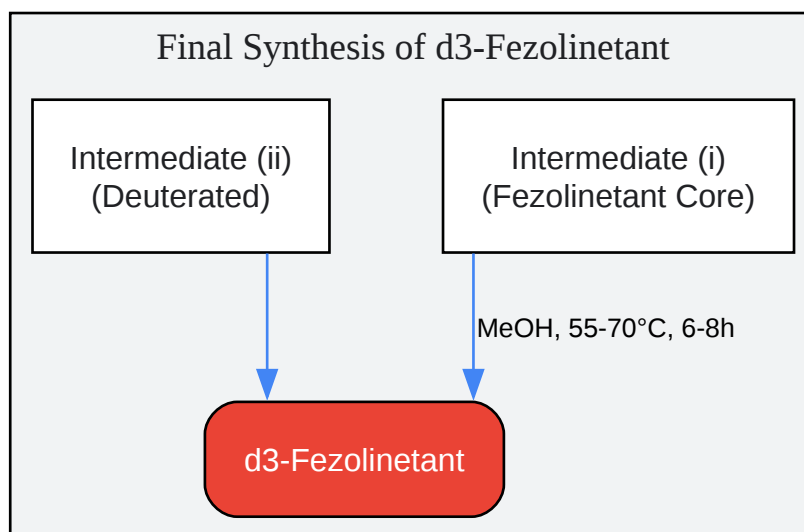 Final Synthesis of d3-Fezolinetant
Intermediate (ii)
(Deuterated)
Intermediate (i)
(Fezolinetant Core)
MeOH, 55-70°C, 6-8h
d3-Fezolinetant